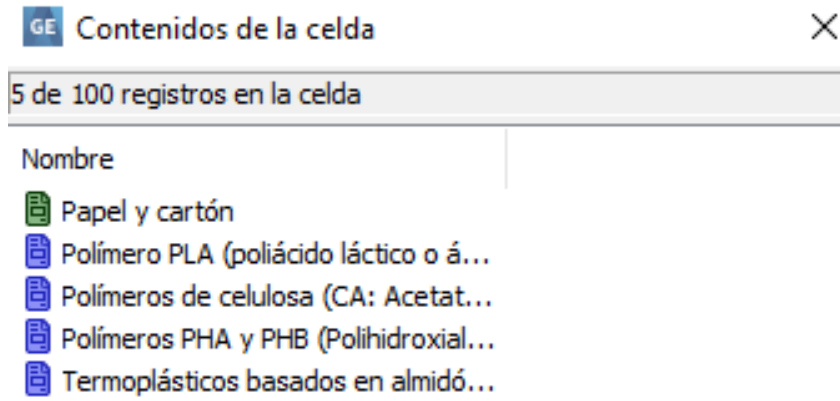 GE Contenidos de la celda
5 de 100 registros en la celda
Nombre
Papel y cartón
Polímero PLA (poliácido láctico o á...
Polímeros de celulosa (CA: Acetat...
Polímeros PHA y PHB (Polihidroxial...
Termoplásticos basados en almidó...